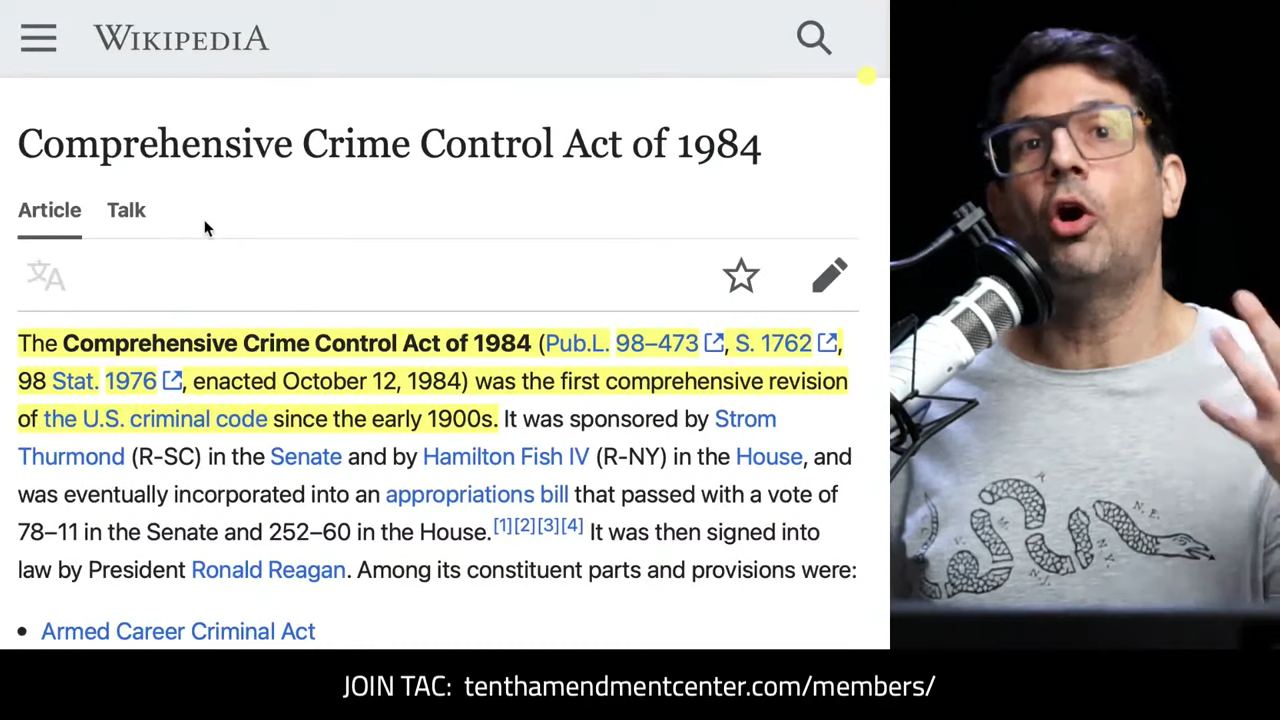 WIKIPEDIA
Comprehensive Crime Control Act of 1984
Article Talk
文A
The Comprehensive Crime Control Act of 1984 (Pub.L. 98–473, S. 1762,
98 Stat. 1976, enacted October 12, 1984) was the first comprehensive revision
of the U.S. criminal code since the early 1900s. It was sponsored by Strom
Thurmond (R-SC) in the Senate and by Hamilton Fish IV (R-NY) in the House, and
was eventually incorporated into an appropriations bill that passed with a vote of
78–11 in the Senate and 252–60 in the House.[1][2][3][4] It was then signed into
law by President Ronald Reagan. Among its constituent parts and provisions were:
• Armed Career Criminal Act
N.E.
N.Y.
N.J.
M.
JOIN TAC: tenthamendmentcenter.com/members/